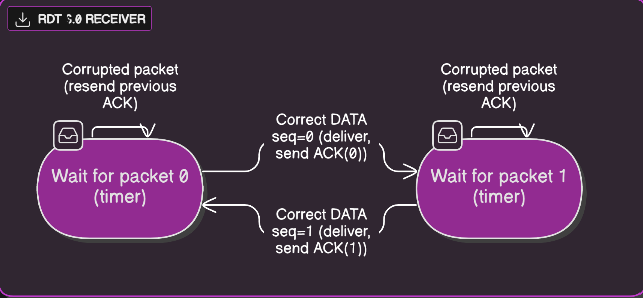 RDT RECEIVER
Corrupted packet
(resend previous
ACK)
Corrupted packet
(resend previous
ACK)
Correct DATA
seq=0 (deliver,
send ACK(0))
Wait for packet 0
(timer)
Wait for packet 1
(timer)
Correct DATA
seq=1 (deliver,
send ACK(1))